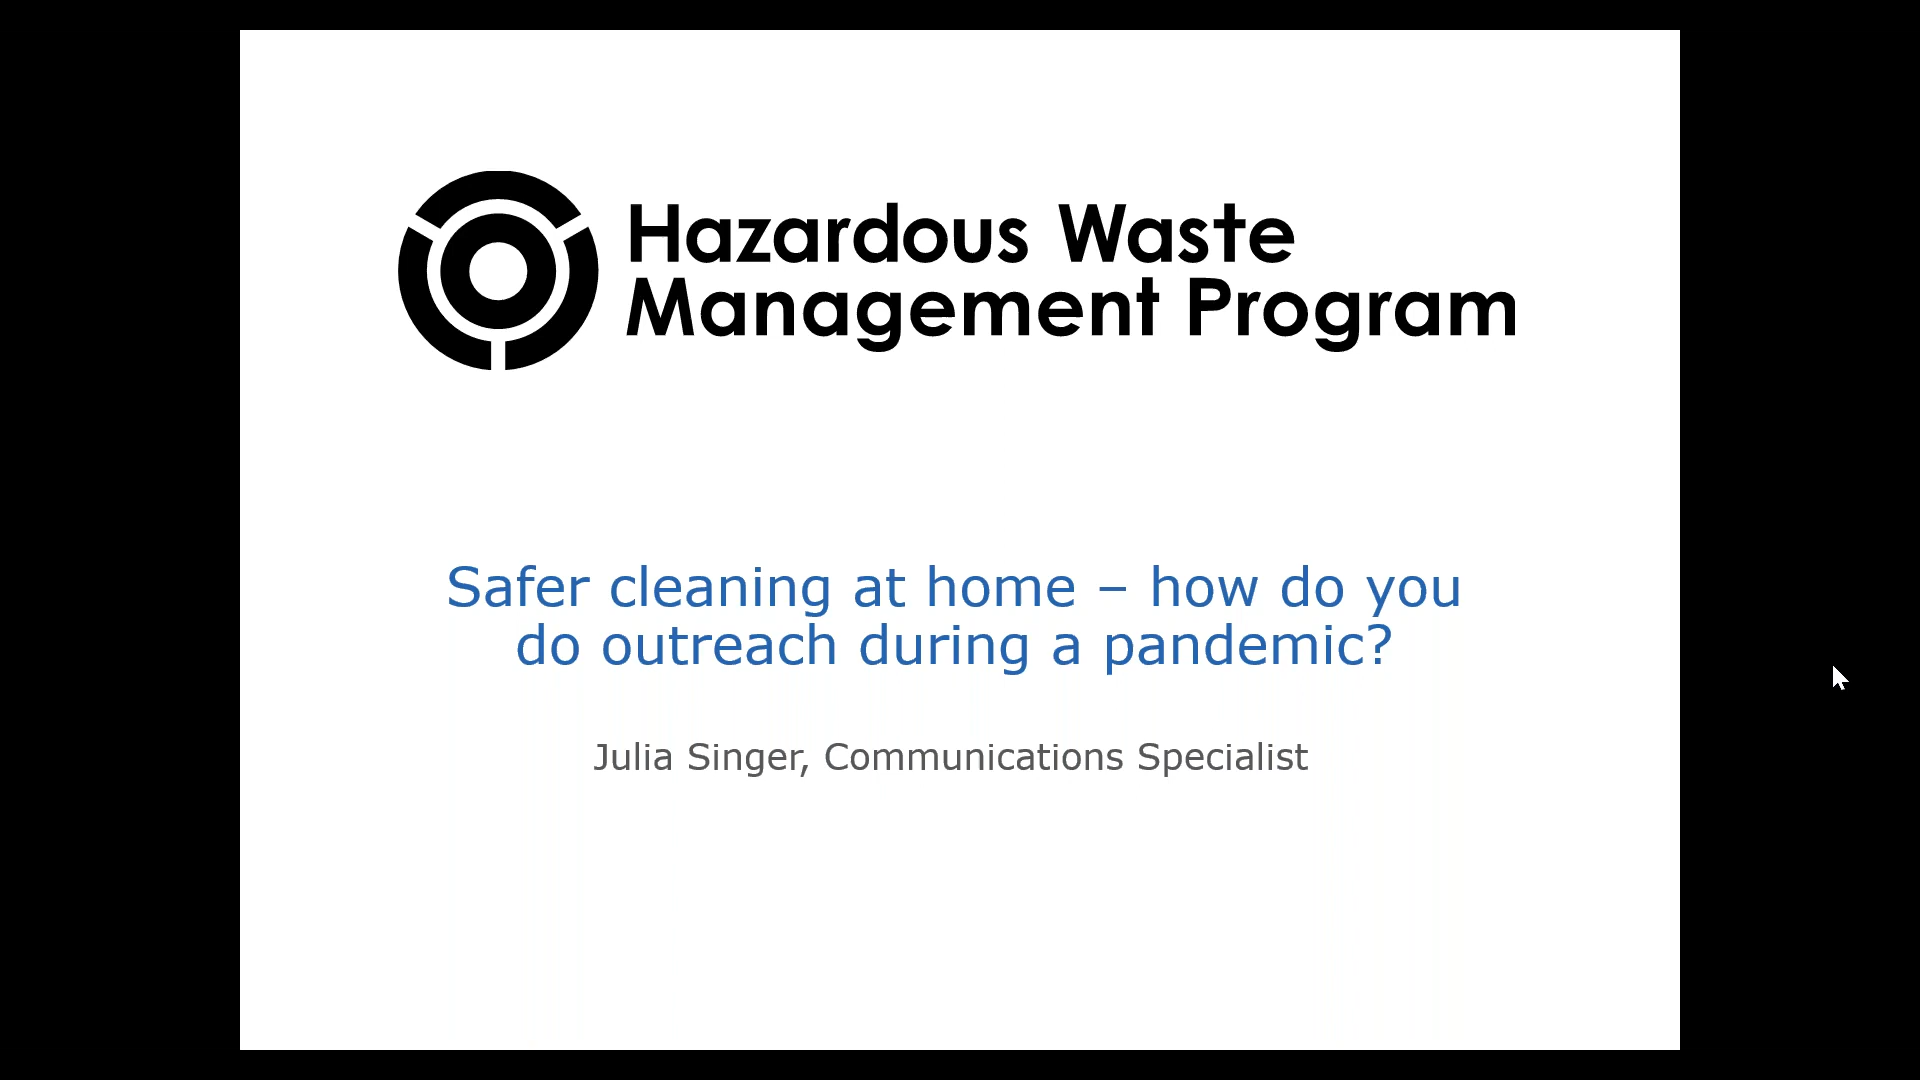 Hazardous Waste
Management Program
Safer cleaning at home – how do you
do outreach during a pandemic?
Julia Singer, Communications Specialist